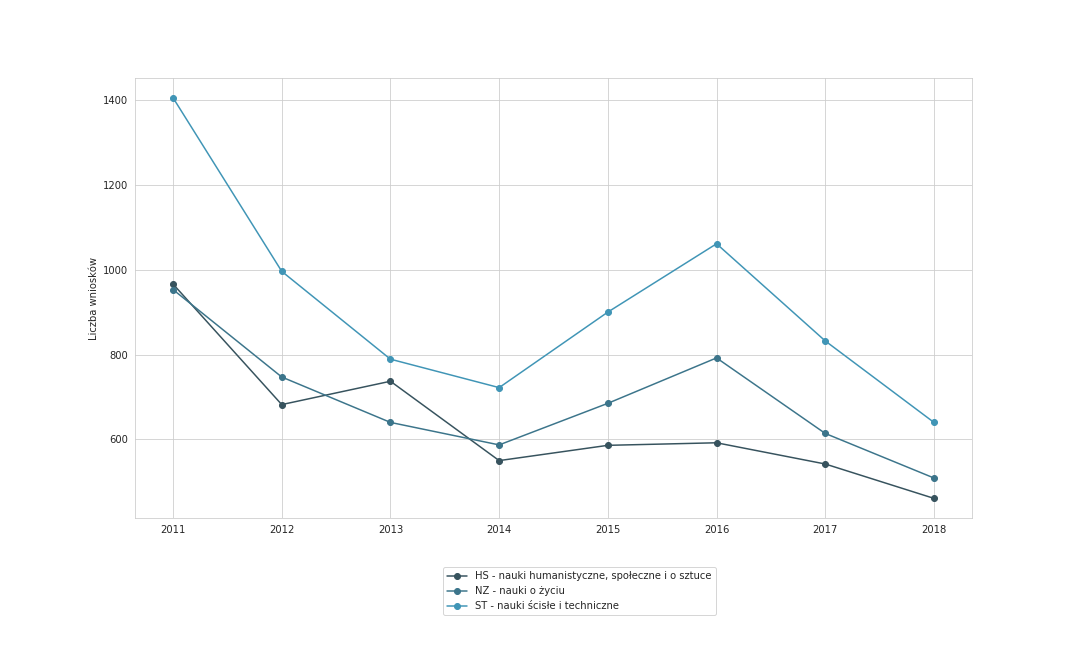 1400
1200
1000
800
600
Liczba wniosków
2011 2012 2013 2014 2015 2016 2017 2018
HS - nauki humanistyczne, społeczne i o sztuce
NZ - nauki o życiu
ST - nauki ścisłe i techniczne